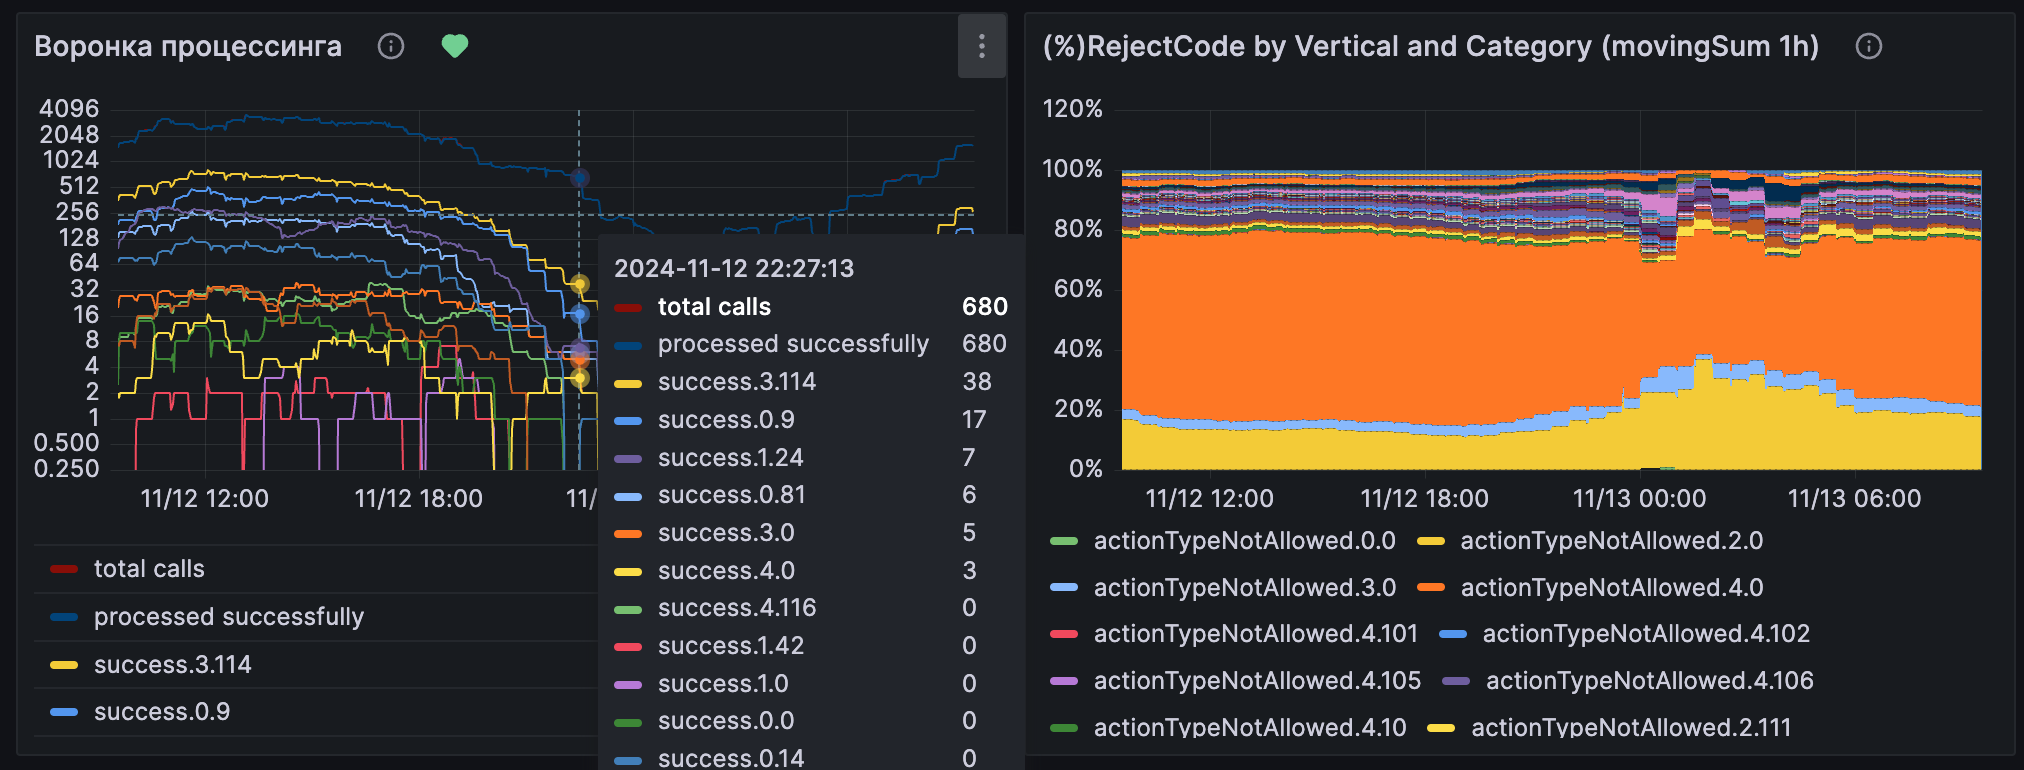 Воронка процессинга
4096
2048
1024
512
256
128
64
32
16
8
4
2
1
0.500
0.250
11/12 12:00
11/12 18:00
11/
2024-11-12 22:27:13
total calls 680
processed successfully 680
success.3.114 38
success.0.9 17
success.1.24 7
success.0.81 6
success.3.0 5
success.4.0 3
success.4.116 0
success.1.42 0
success.1.0 0
success.0.0 0
success.0.14 0
total calls
processed successfully
success.3.114
success.0.9
(%)RejectCode by Vertical and Category (movingSum 1h)
120%
100%
80%
60%
40%
20%
0%
11/12 12:00
11/12 18:00
11/13 00:00
11/13 06:00
actionTypeNotAllowed.0.0 actionTypeNotAllowed.2.0
actionTypeNotAllowed.3.0 actionTypeNotAllowed.4.0
actionTypeNotAllowed.4.101 actionTypeNotAllowed.4.102
actionTypeNotAllowed.4.105 actionTypeNotAllowed.4.106
actionTypeNotAllowed.4.10 actionTypeNotAllowed.2.111